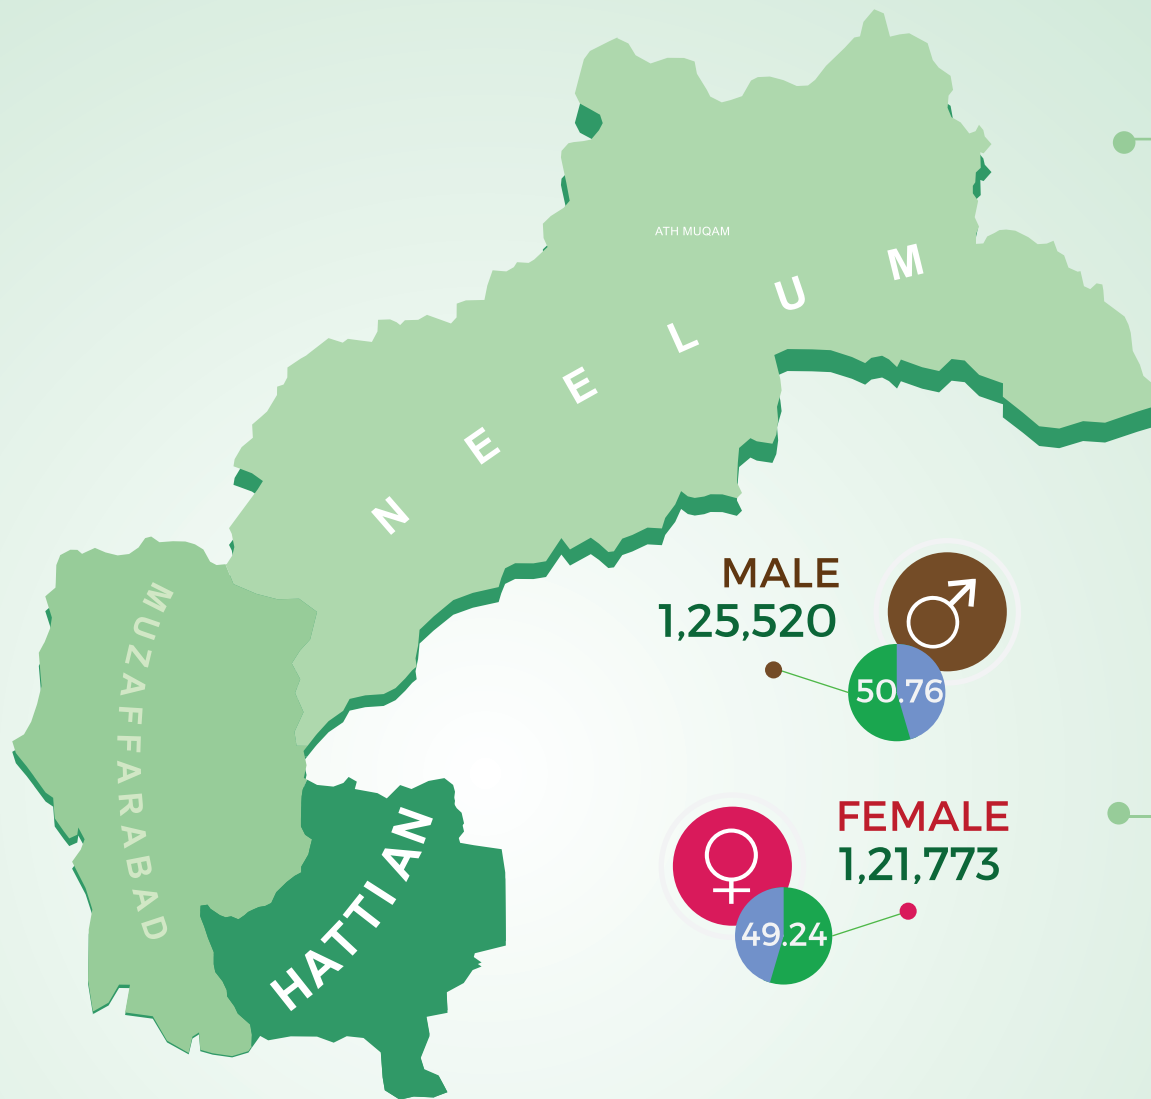 ATH MUQAM
NEELUM
MUZAFFARABAD
HATTIAN
MALE
1,25,520
50.76
FEMALE
1,21,773
49.24